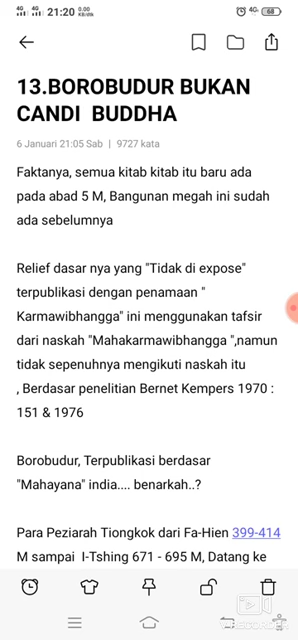 21:20
0.00
KB/dtk
4G
68
13.BOROBUDUR BUKAN
CANDI BUDDHA
6 Januari 21:05 Sab | 9727 kata
Faktanya, semua kitab kitab itu baru ada
pada abad 5 M, Bangunan megah ini sudah
ada sebelumnya
Relief dasar nya yang "Tidak di expose"
terpublikasi dengan penamaan "
Karmawibhangga" ini menggunakan tafsir
dari naskah "Mahakarmawibhangga ",namun
tidak sepenuhnya mengikuti naskah itu
, Berdasar penelitian Bernet Kempers 1970 :
151 & 1976
Borobudur, Terpublikasi berdasar
"Mahayana" india.... benarkah..?
Para Peziarah Tiongkok dari Fa-Hien 399-414
M sampai I-Tshing 671 - 695 M, Datang ke